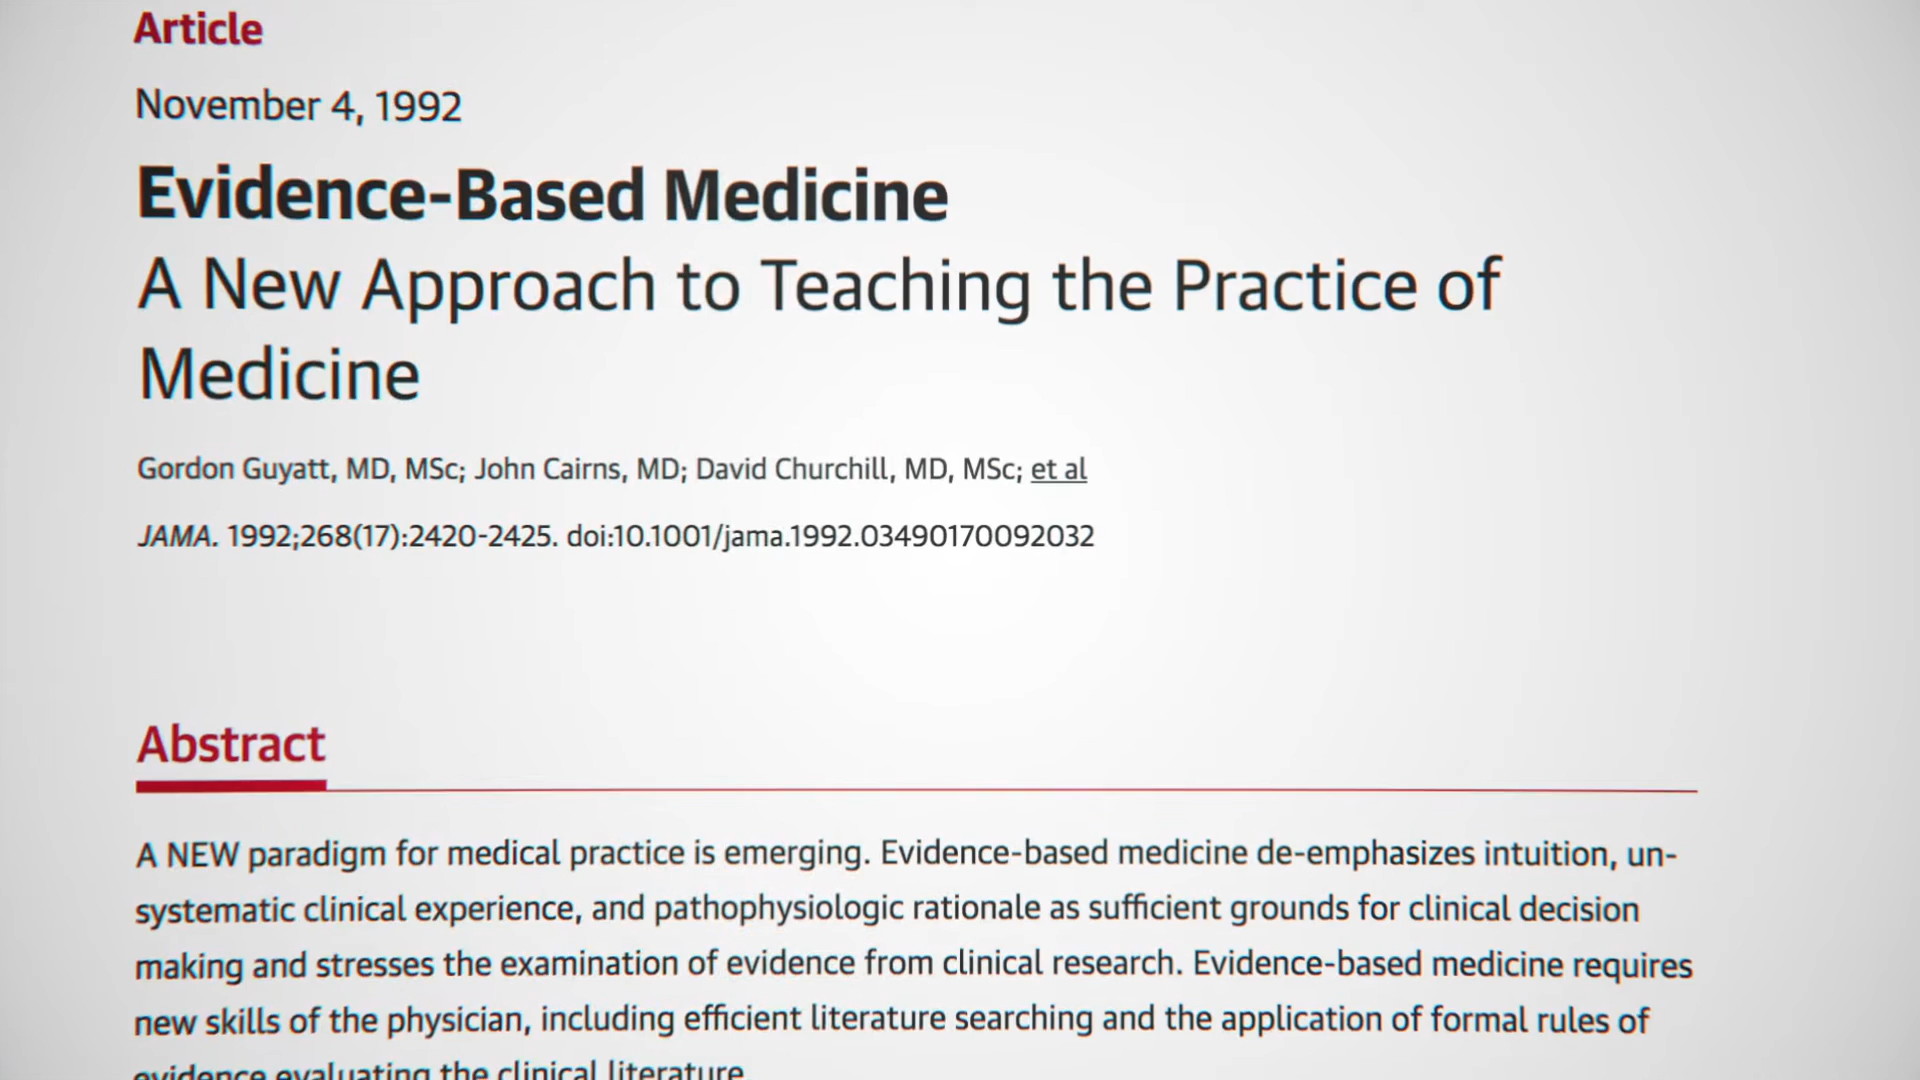 Article
November 4, 1992
Evidence-Based Medicine
A New Approach to Teaching the Practice of
Medicine
Gordon Guyatt, MD, MSc; John Cairns, MD; David Churchill, MD, MSc; et al
JAMA. 1992;268(17):2420-2425. doi:10.1001/jama.1992.03490170092032
Abstract
A NEW paradigm for medical practice is emerging. Evidence-based medicine de-emphasizes intuition, un-
systematic clinical experience, and pathophysiologic rationale as sufficient grounds for clinical decision
making and stresses the examination of evidence from clinical research. Evidence-based medicine requires
new skills of the physician, including efficient literature searching and the application of formal rules of
evidence evaluating the clinical literature.